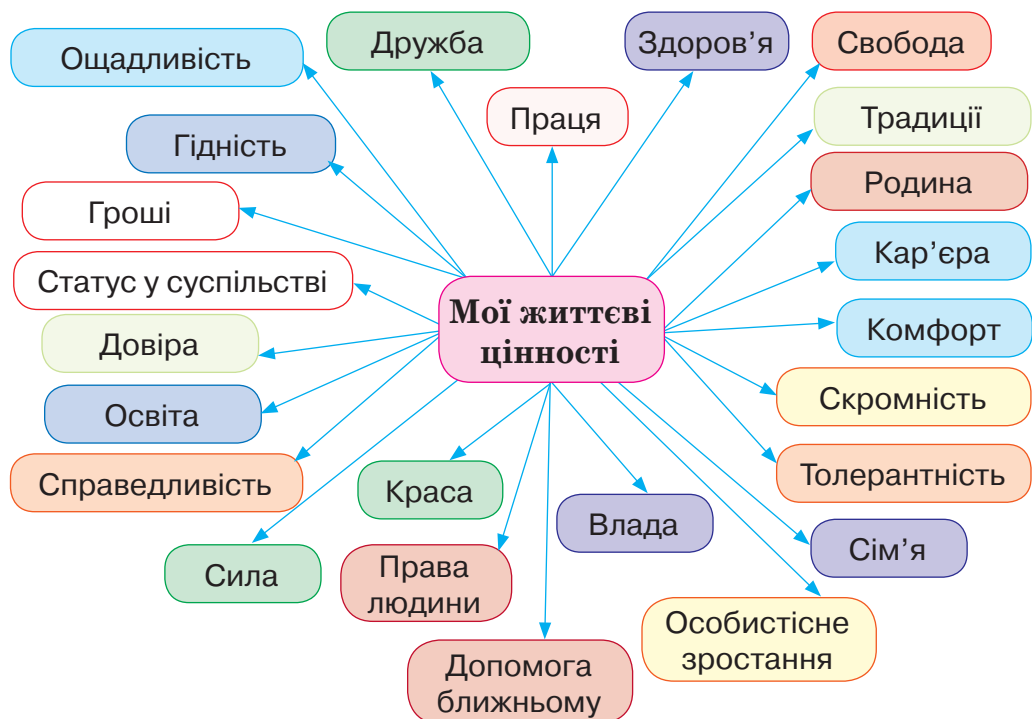 Ощадливість
Дружба
Здоров’я
Свобода
Праця
Традиції
Гідність
Родина
Гроші
Кар’єра
Статус у суспільстві
Мої життєві
цінності
Довіра
Комфорт
Освіта
Скромність
Справедливість
Краса
Толерантність
Влада
Сім’я
Сила
Права
людини
Особистісне
зростання
Допомога
ближньому